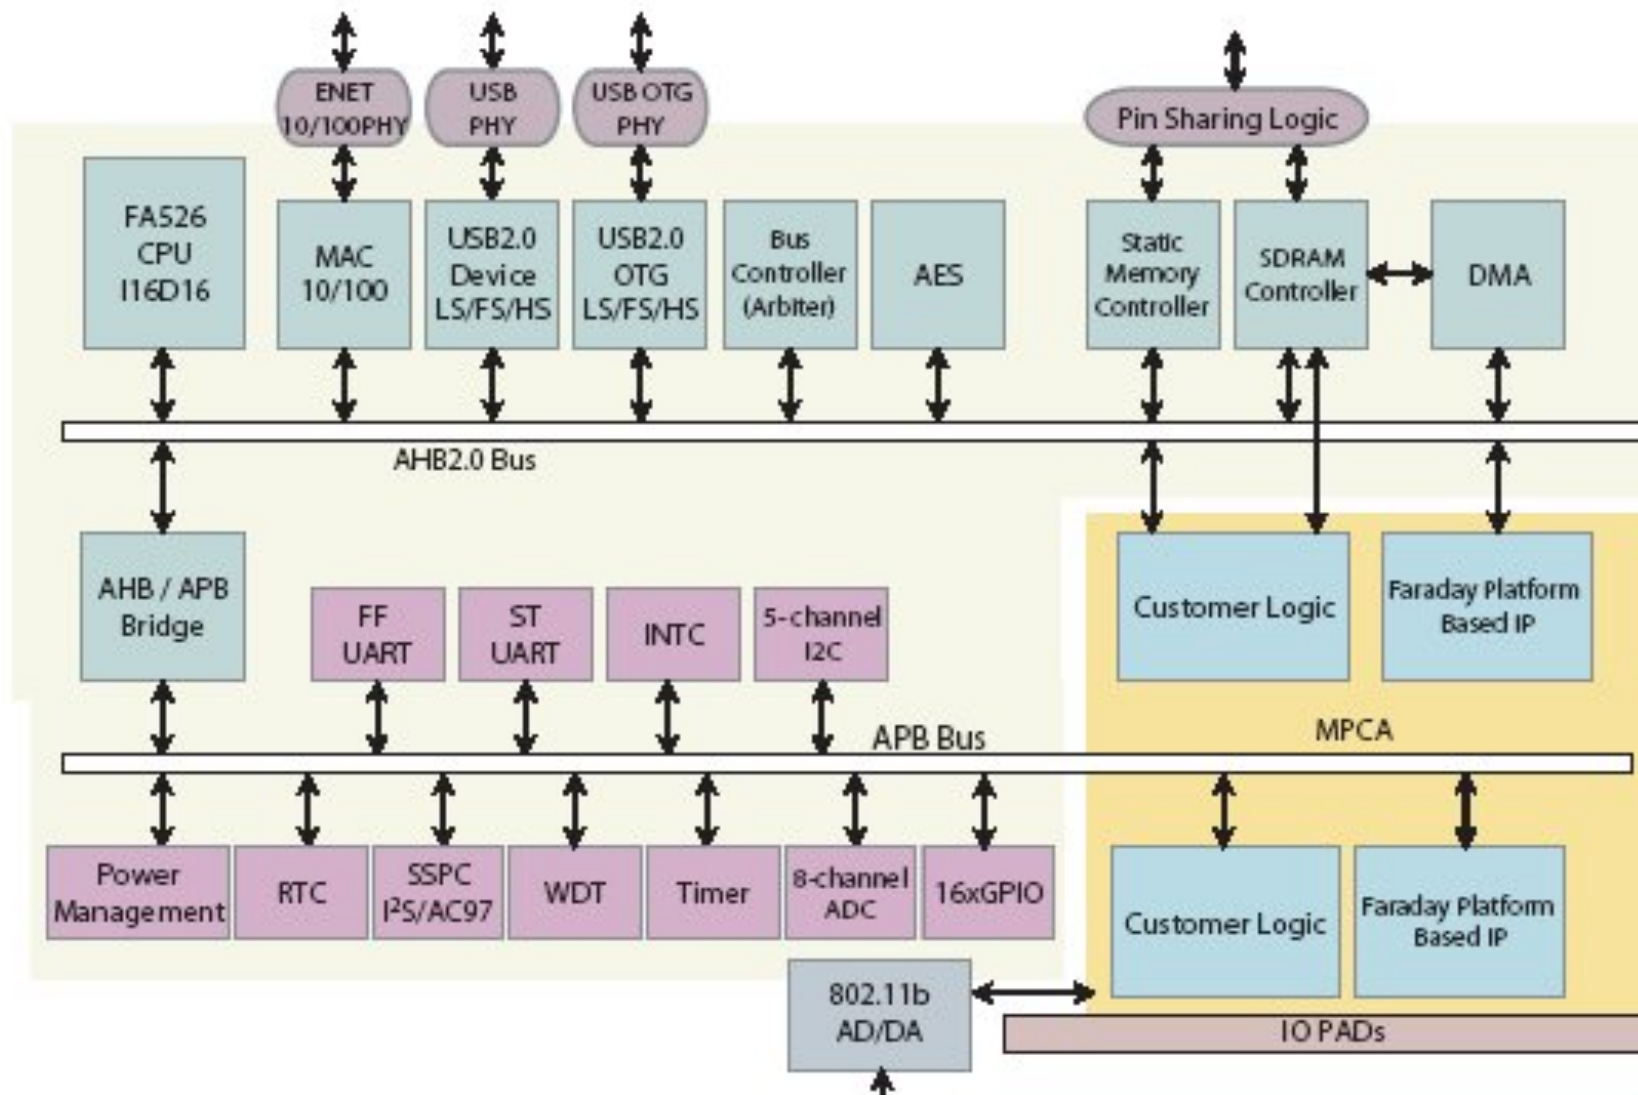 ENET
10/100PHY
USB
PHY
USB OTG
PHY
Pin Sharing Logic
FA526
CPU
I16D16
MAC
10/100
USB2.0
Device
LS/FS/HS
USB2.0
OTG
LS/FS/HS
Bus
Controller
(Arbiter)
AES
Static
Memory
Controller
SDRAM
Controller
DMA
AHB2.0 Bus
AHB / APB
Bridge
FF
UART
ST
UART
INTC
5-channel
I2C
Customer Logic
Faraday Platform
Based IP
MPCA
APB Bus
Power
Management
RTC
SSPC
I²S/AC97
WDT
Timer
8-channel
ADC
16xGPIO
Customer Logic
Faraday Platform
Based IP
802.11b
AD/DA
IO PADs